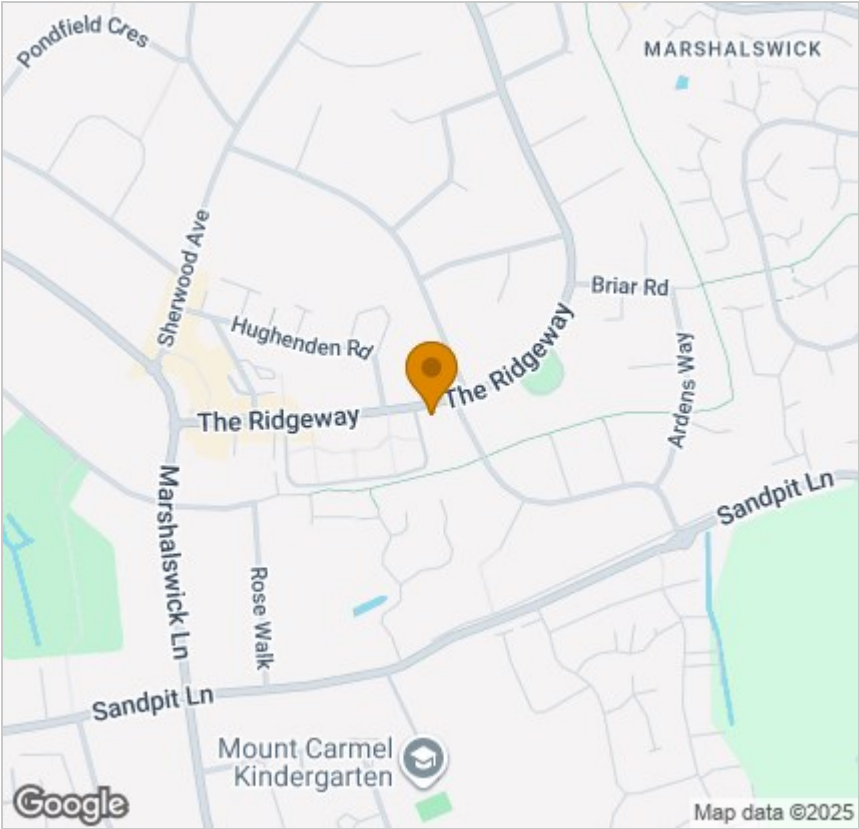 Pondfield Cres
MARSHALSWICK
Sherwood Ave
Briar Rd
Hughenden Rd
The Ridgeway
The Ridgeway
Ardens Way
Marshalswick Ln
Sandpit Ln
Rose Walk
Sandpit Ln
Mount Carmel
Kindergarten
Google
Map data ©2025